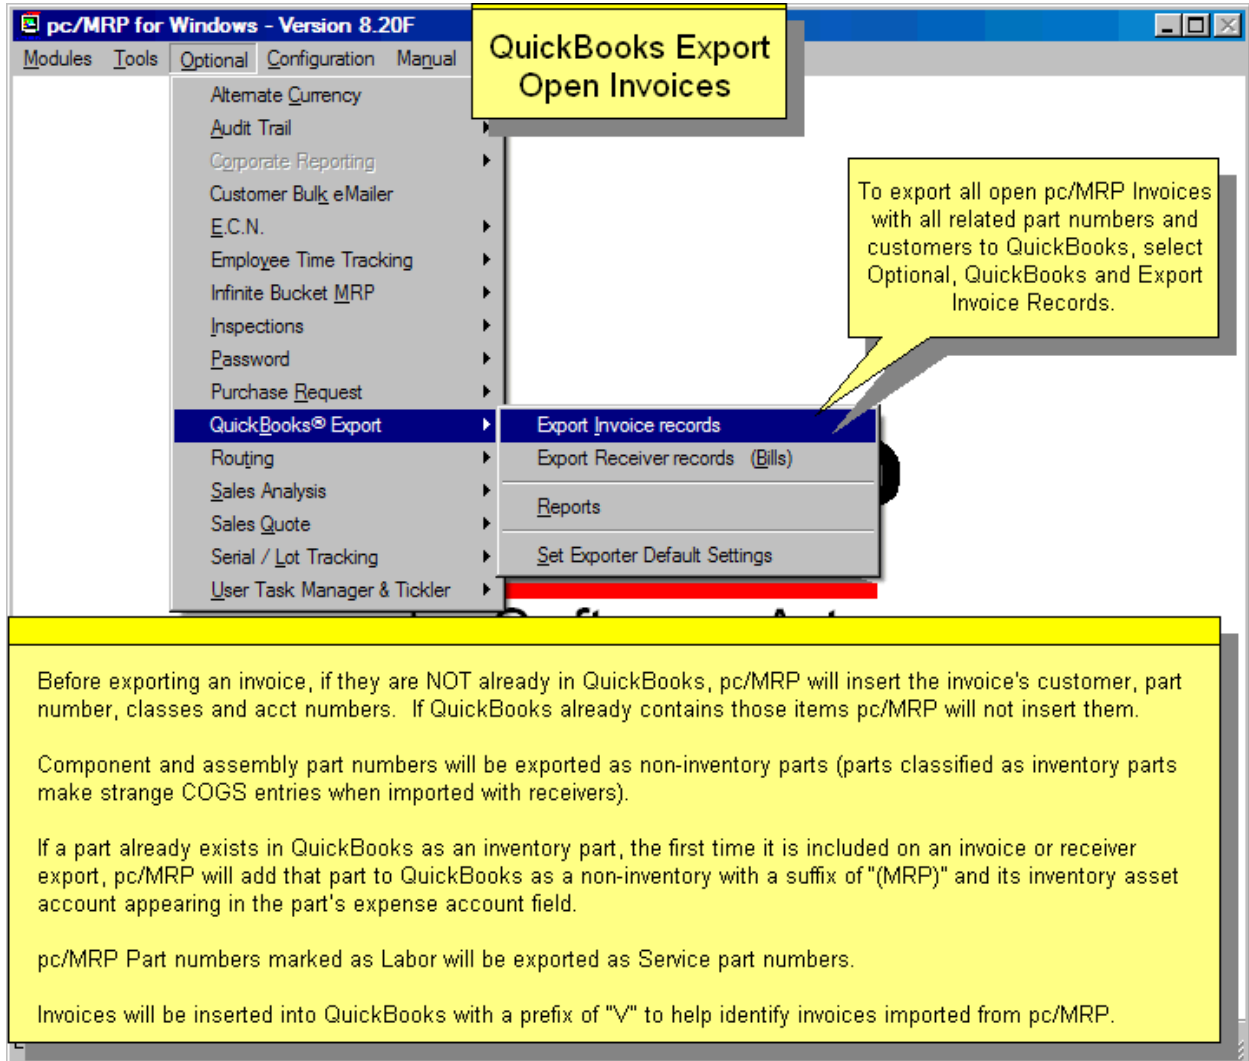 pc/MRP for Windows - Version 8.20F
QuickBooks Export
Open Invoices
Modules Tools Optional Configuration Manual
Alternate Currency
Audit Trail
Corporate Reporting
Customer Bulk eMailer
E.C.N.
Employee Time Tracking
Infinite Bucket MRP
Inspections
Password
Purchase Request
QuickBooks® Export
Routing
Sales Analysis
Sales Quote
Serial / Lot Tracking
User Task Manager & Tickler
To export all open pc/MRP Invoices
with all related part numbers and
customers to QuickBooks, select
Optional, QuickBooks and Export
Invoice Records.
Export Invoice records
Export Receiver records (Bills)
Reports
Set Exporter Default Settings
Before exporting an invoice, if they are NOT already in QuickBooks, pc/MRP will insert the invoice's customer, part
number, classes and acct numbers. If QuickBooks already contains those items pc/MRP will not insert them.
Component and assembly part numbers will be exported as non-inventory parts (parts classified as inventory parts
make strange COGS entries when imported with receivers).
If a part already exists in QuickBooks as an inventory part, the first time it is included on an invoice or receiver
export, pc/MRP will add that part to QuickBooks as a non-inventory with a suffix of "(MRP)" and its inventory asset
account appearing in the part's expense account field.
pc/MRP Part numbers marked as Labor will be exported as Service part numbers.
Invoices will be inserted into QuickBooks with a prefix of "V" to help identify invoices imported from pc/MRP.